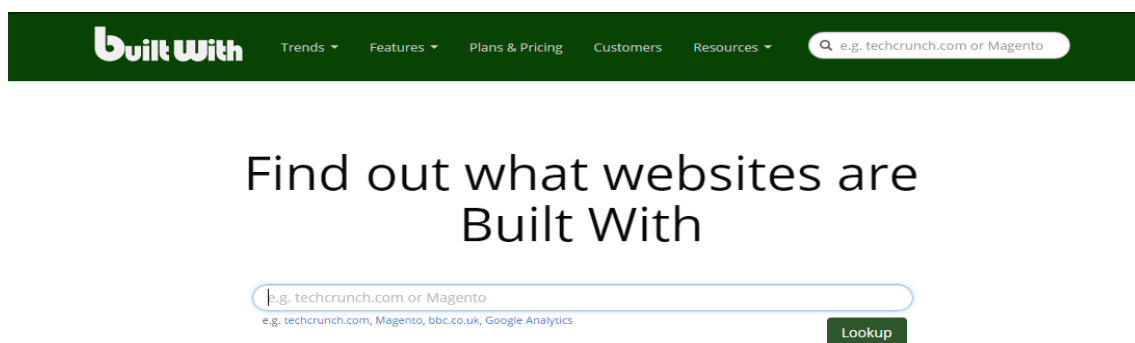 built With Trends Features Plans & Pricing Customers Resources e.g. techcrunch.com or Magento
Find out what websites are
Built With
e.g. techcrunch.com or Magento
e.g. techcrunch.com, Magento, bbc.co.uk, Google Analytics
Lookup